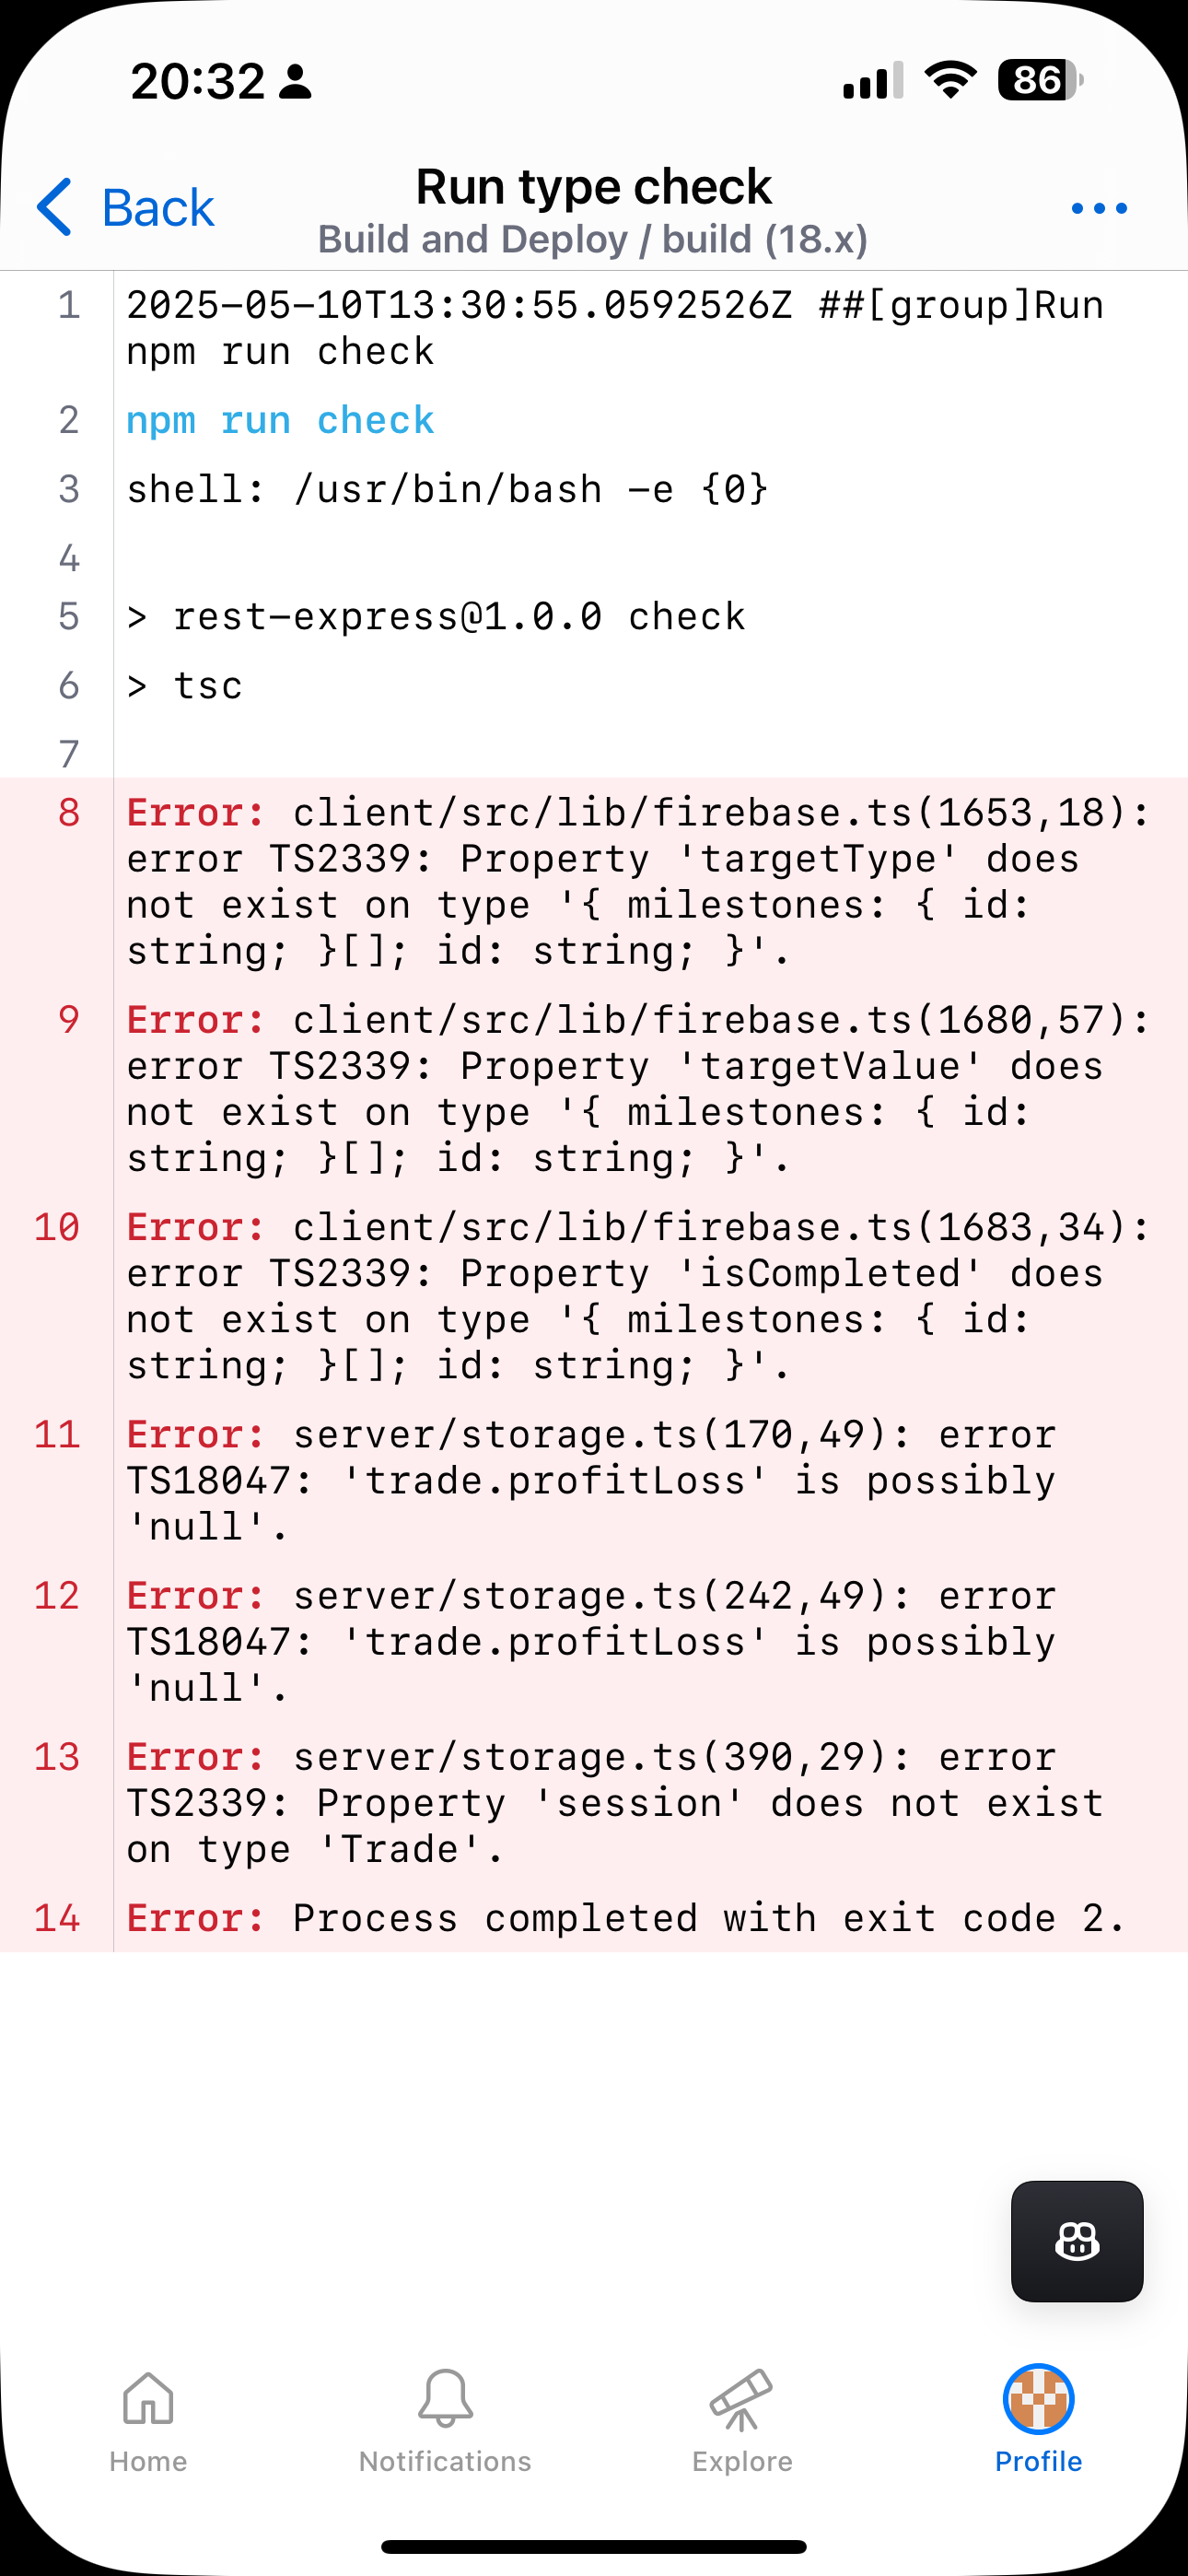 20:32
86
Back
Run type check
Build and Deploy / build (18.x)
1 2025-05-10T13:30:55.0592526Z ##[group]Run
npm run check
2 npm run check
3 shell: /usr/bin/bash -e {0}
4
5 > rest-express@1.0.0 check
6 > tsc
7
8 Error: client/src/lib/firebase.ts(1653,18):
error TS2339: Property 'targetType' does
not exist on type '{ milestones: { id:
string; }[]; id: string; }'.
9 Error: client/src/lib/firebase.ts(1680,57):
error TS2339: Property 'targetValue' does
not exist on type '{ milestones: { id:
string; }[]; id: string; }'.
10 Error: client/src/lib/firebase.ts(1683,34):
error TS2339: Property 'isCompleted' does
not exist on type '{ milestones: { id:
string; }[]; id: string; }'.
11 Error: server/storage.ts(170,49): error
TS18047: 'trade.profitLoss' is possibly
'null'.
12 Error: server/storage.ts(242,49): error
TS18047: 'trade.profitLoss' is possibly
'null'.
13 Error: server/storage.ts(390,29): error
TS2339: Property 'session' does not exist
on type 'Trade'.
14 Error: Process completed with exit code 2.
Home
Notifications
Explore
Profile